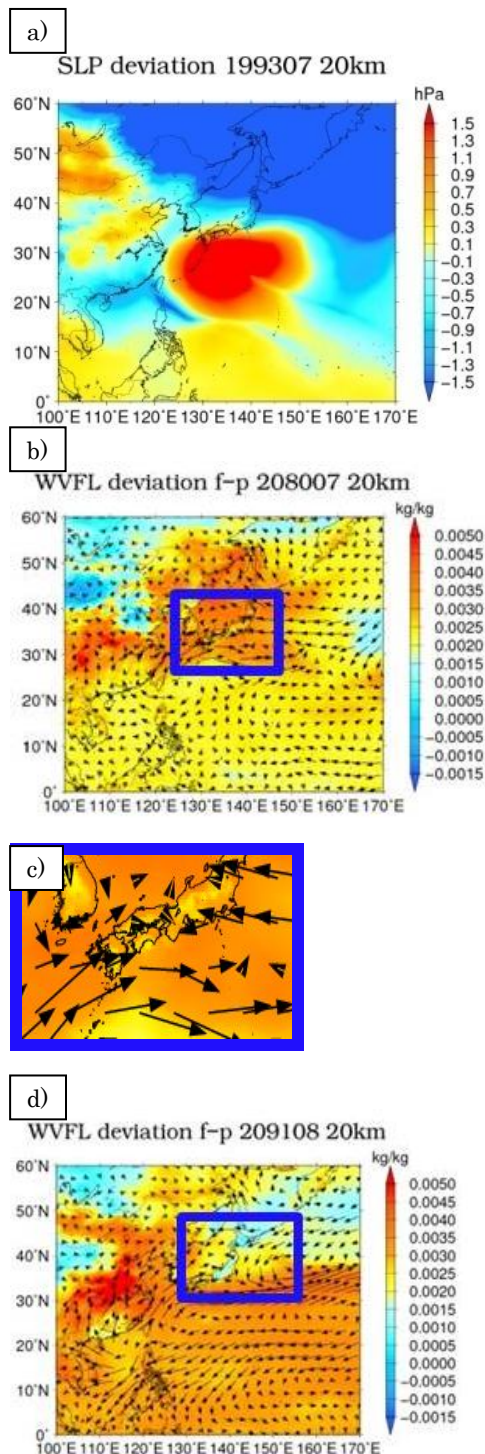 a)
SLP deviation 199307 20km
hPa
60˚N
50˚N
40˚N
30˚N
20˚N
10˚N
0˚
100˚E 110˚E 120˚E 130˚E 140˚E 150˚E 160˚E 170˚E
1.5
1.3
1.1
0.9
0.7
0.5
0.3
0.1
−0.1
−0.3
−0.5
−0.7
−0.9
−1.1
−1.3
−1.5
b)
WVFL deviation f−p 208007 20km
kg/kg
60˚N
50˚N
40˚N
30˚N
20˚N
10˚N
0˚
100˚E 110˚E 120˚E 130˚E 140˚E 150˚E 160˚E 170˚E
0.0050
0.0045
0.0040
0.0035
0.0030
0.0025
0.0020
0.0015
0.0010
0.0005
0.0000
−0.0005
−0.0010
−0.0015
c)
d)
WVFL deviation f−p 209108 20km
kg/kg
60˚N
50˚N
40˚N
30˚N
20˚N
10˚N
0˚
100˚E 110˚E 120˚E 130˚E 140˚E 150˚E 160˚E 170˚E
0.0050
0.0045
0.0040
0.0035
0.0030
0.0025
0.0020
0.0015
0.0010
0.0005
0.0000
−0.0005
−0.0010
−0.0015